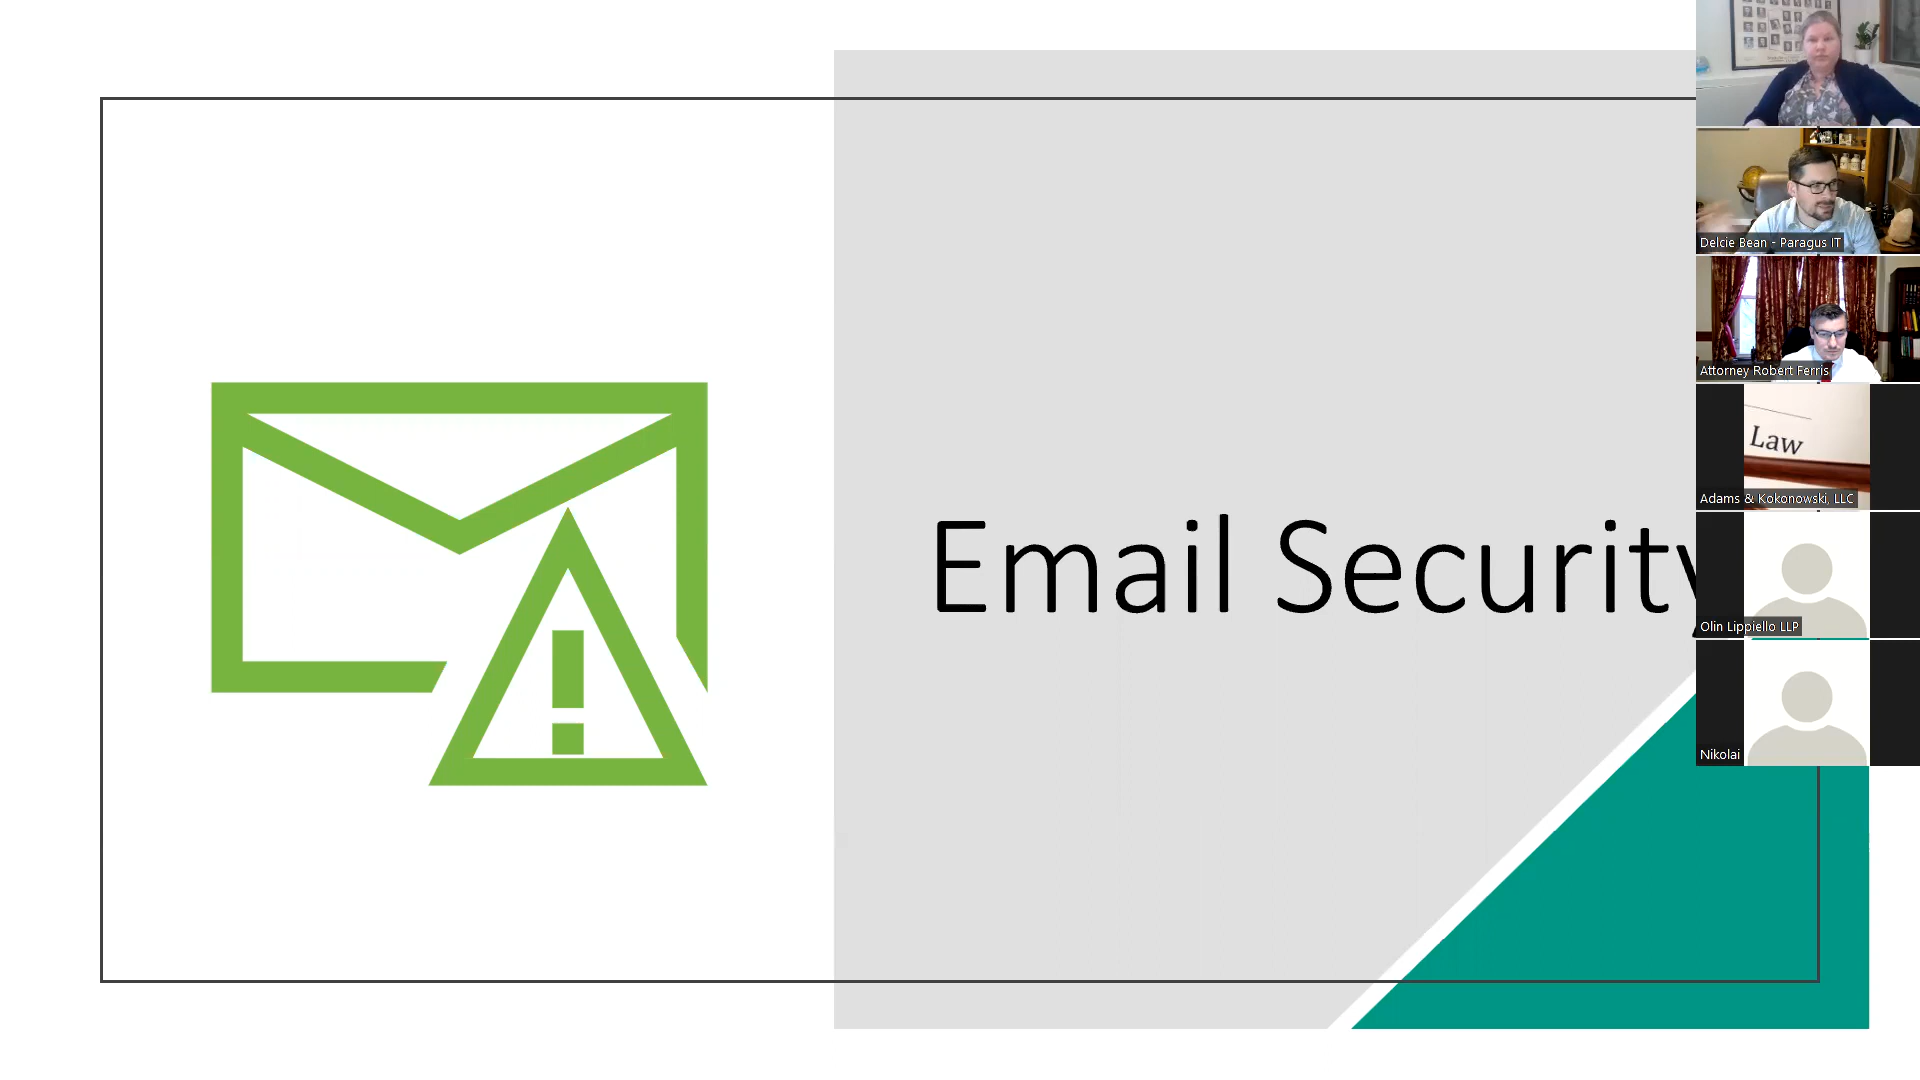 Email Security
Delcie Bean - Paragus IT
Attorney Robert Ferris
Law
Adams & Kokonowski, LLC
Olin Lippiello LLP
Nikolai